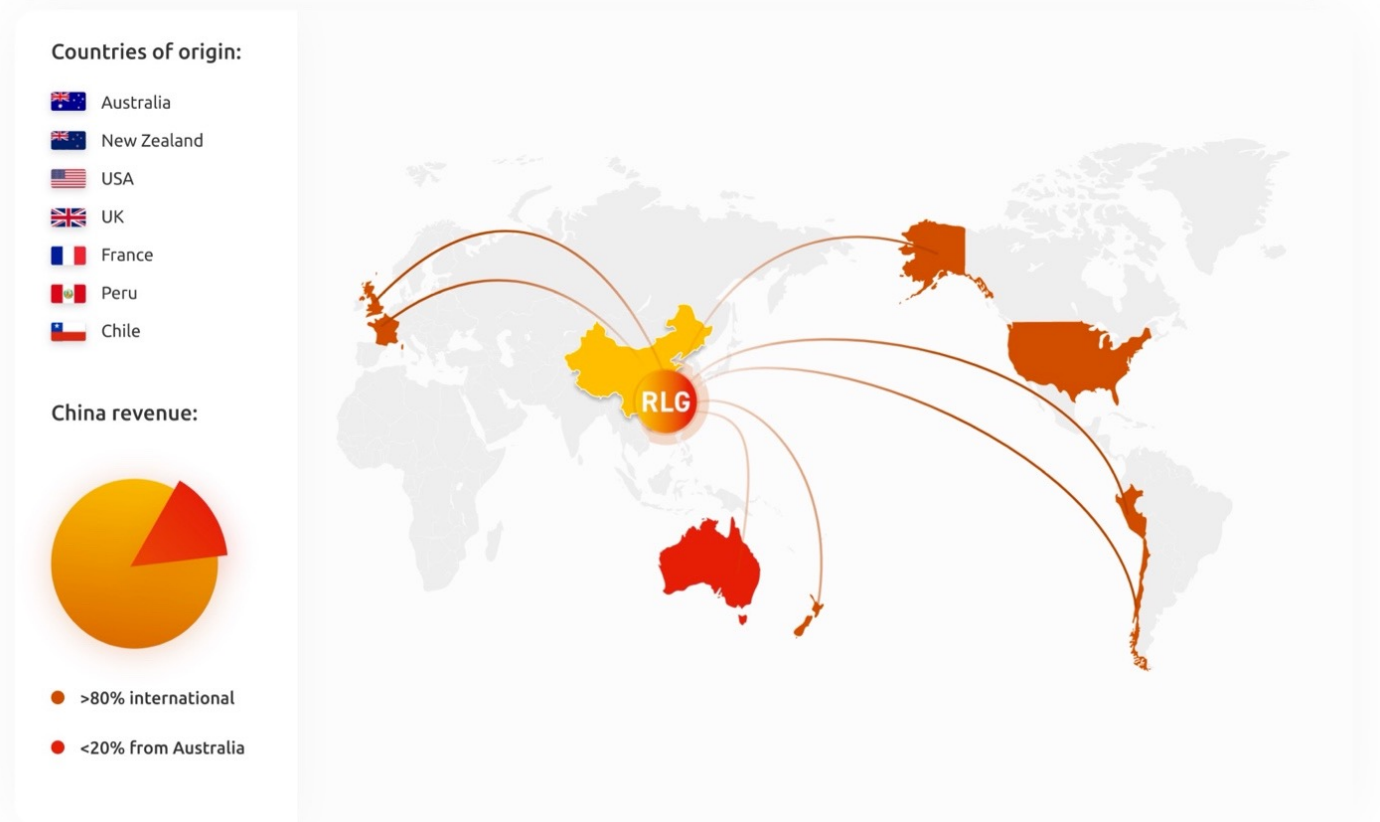 Countries of origin:
Australia
New Zealand
USA
UK
France
Peru
Chile
China revenue:
>80% international
<20% from Australia
RLG